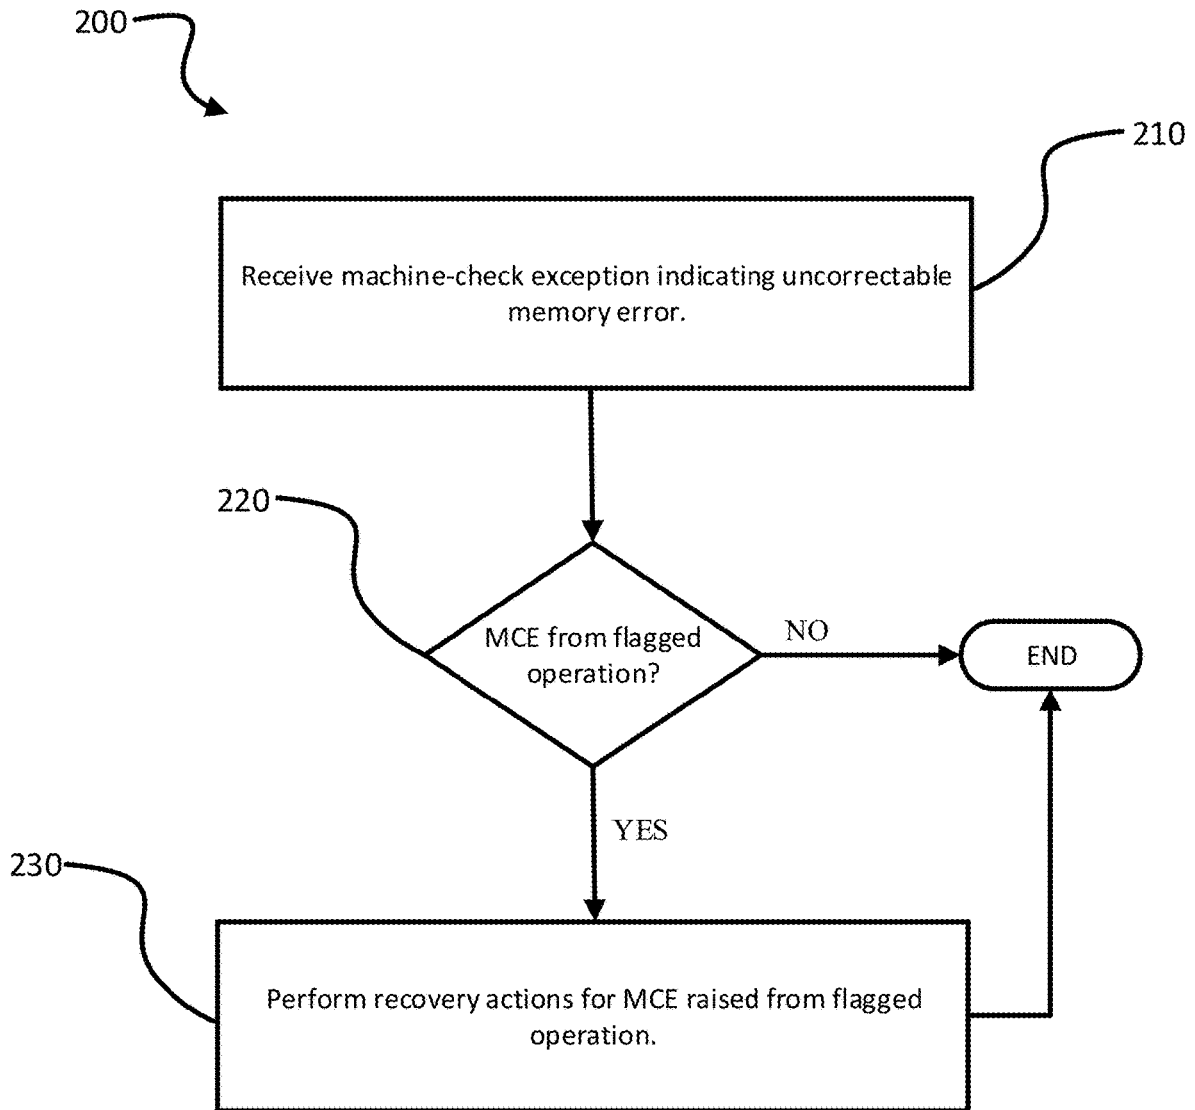 200
210
Receive machine-check exception indicating uncorrectable
memory error.
220
MCE from flagged
operation?
NO
END
YES
230
Perform recovery actions for MCE raised from flagged
operation.